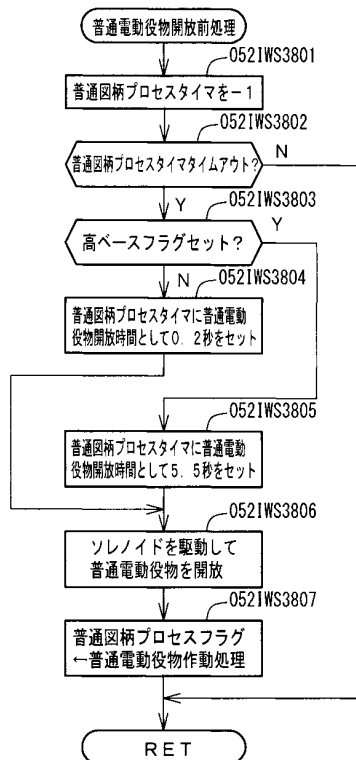 普通電動役物開放前処理
052IWS3801
普通図柄プロセスタイマを－１
052IWS3802
普通図柄プロセスタイマタイムアウト？
N
Y
052IWS3803
高ベースフラグセット？
Y
N
052IWS3804
普通図柄プロセスタイマに普通電動
役物開放時間として０．２秒をセット
052IWS3805
普通図柄プロセスタイマに普通電動
役物開放時間として５．５秒をセット
052IWS3806
ソレノイドを駆動して
普通電動役物を開放
052IWS3807
普通図柄プロセスフラグ
←普通電動役物作動処理
RET